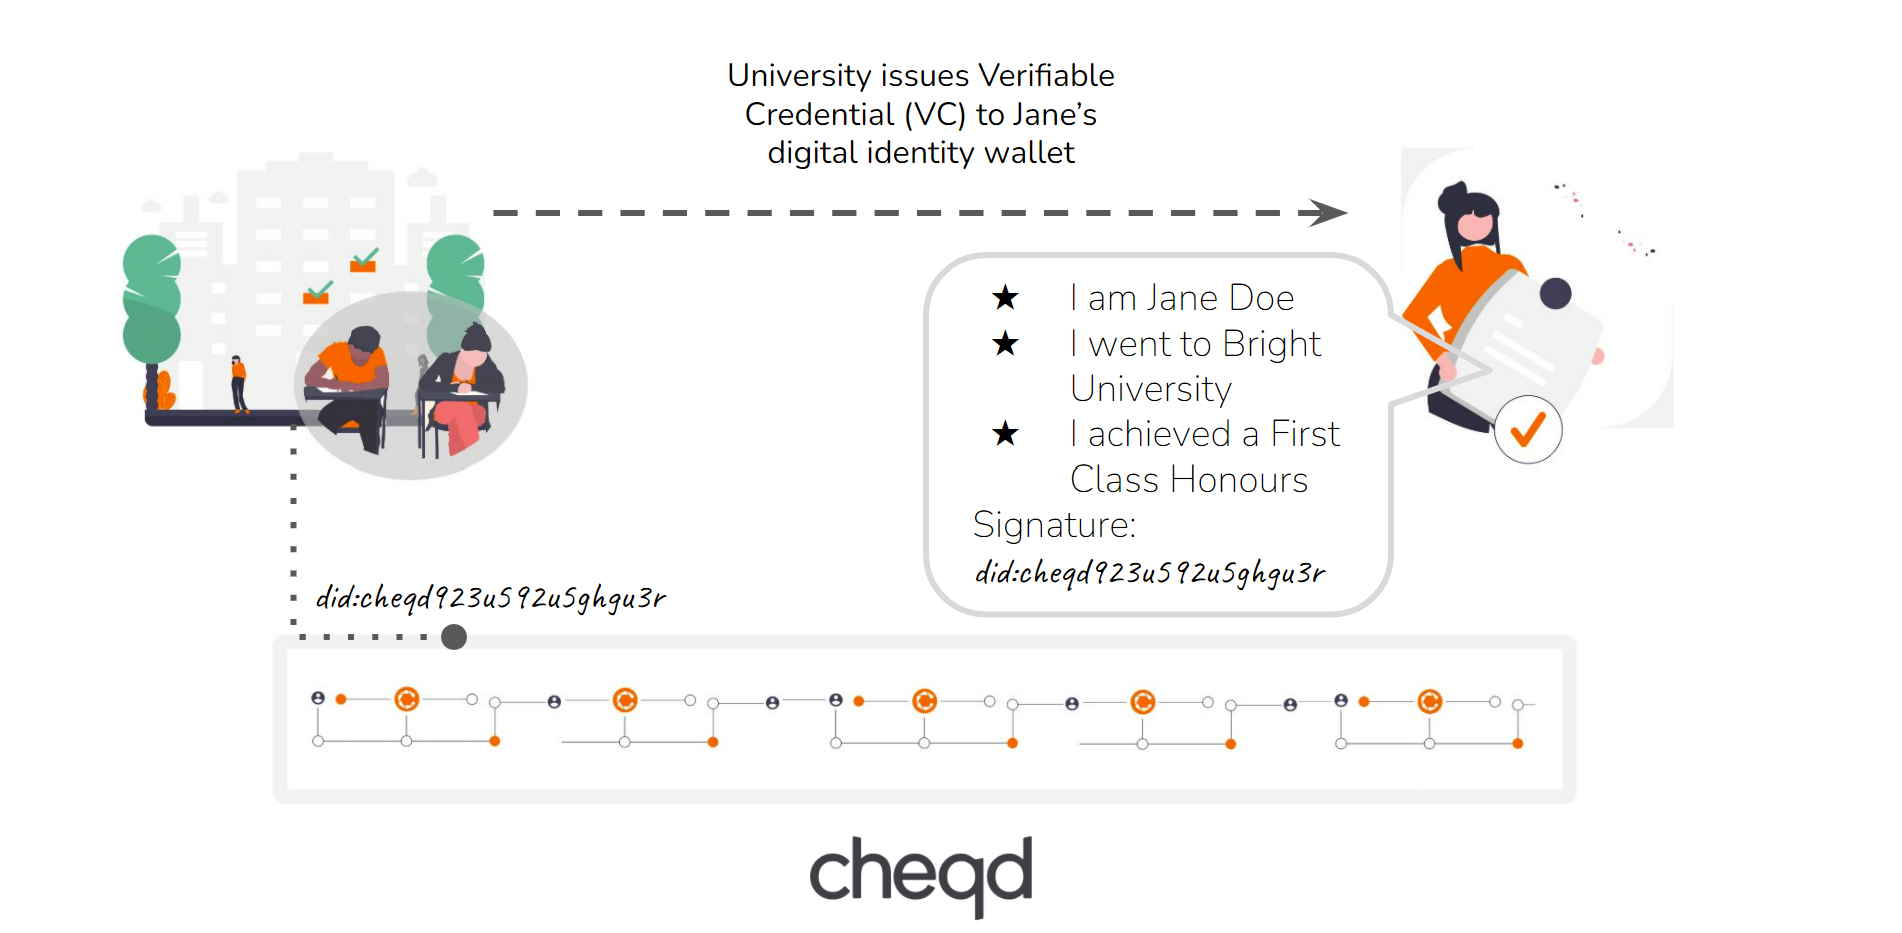 University issues Verifiable
Credential (VC) to Jane's
digital identity wallet
★ I am Jane Doe
★ I went to Bright
University
★ I achieved a First
Class Honours
Signature:
did:cheqd923u592u5ghgu3r
did:cheqd923u592u5ghgu3r
cheqd